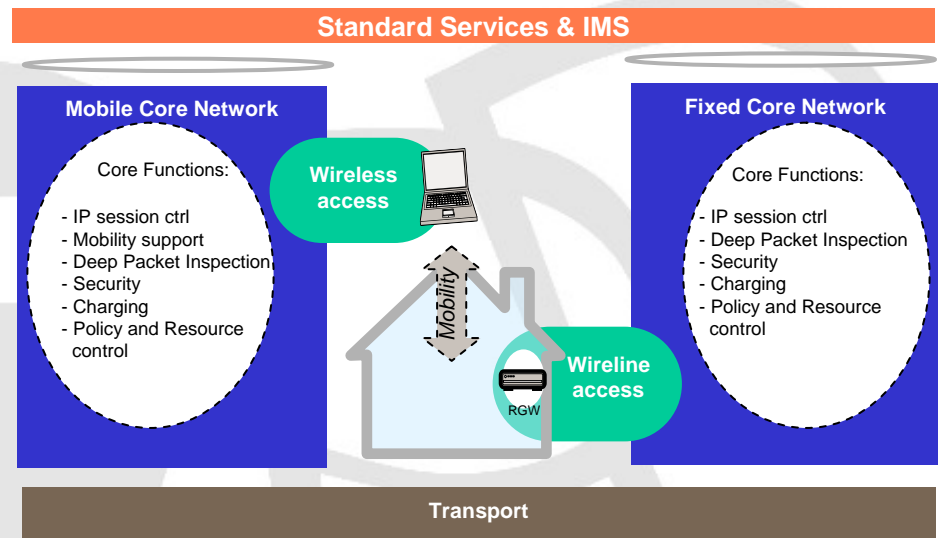 Standard Services & IMS
Mobile Core Network
Core Functions:
- IP session ctrl
- Mobility support
- Deep Packet Inspection
- Security
- Charging
- Policy and Resource
control
Wireless
access
Mobility
RGW
Wireline
access
Fixed Core Network
Core Functions:
- IP session ctrl
- Deep Packet Inspection
- Security
- Charging
- Policy and Resource
control
Transport